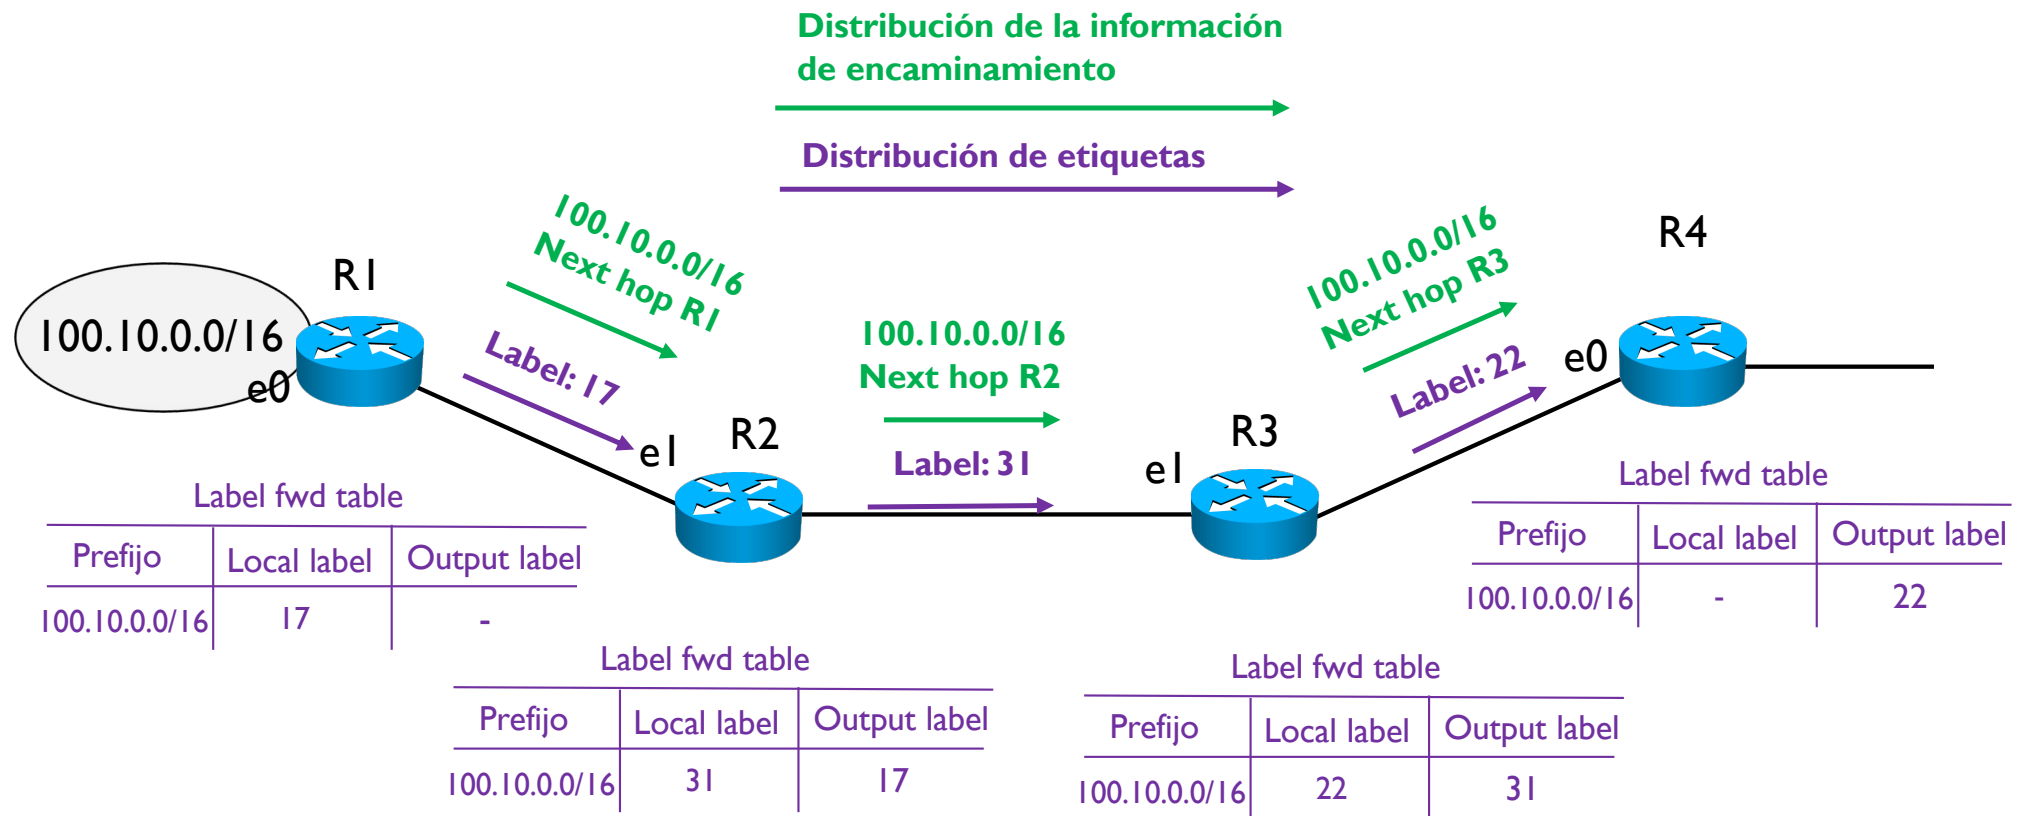 Distribución de la información
de encaminamiento
Distribución de etiquetas
100.10.0.0/16
Next hop R1
Label: 17
100.10.0.0/16
Next hop R2
Label: 31
100.10.0.0/16
Next hop R3
Label: 22
R1
100.10.0.0/16
e0
e1
R2
e1
R3
e0
R4
Label fwd table
Prefijo Local label Output label
100.10.0.0/16 17 -
Label fwd table
Prefijo Local label Output label
100.10.0.0/16 31 17
Label fwd table
Prefijo Local label Output label
100.10.0.0/16 22 31
Label fwd table
Prefijo Local label Output label
100.10.0.0/16 - 22